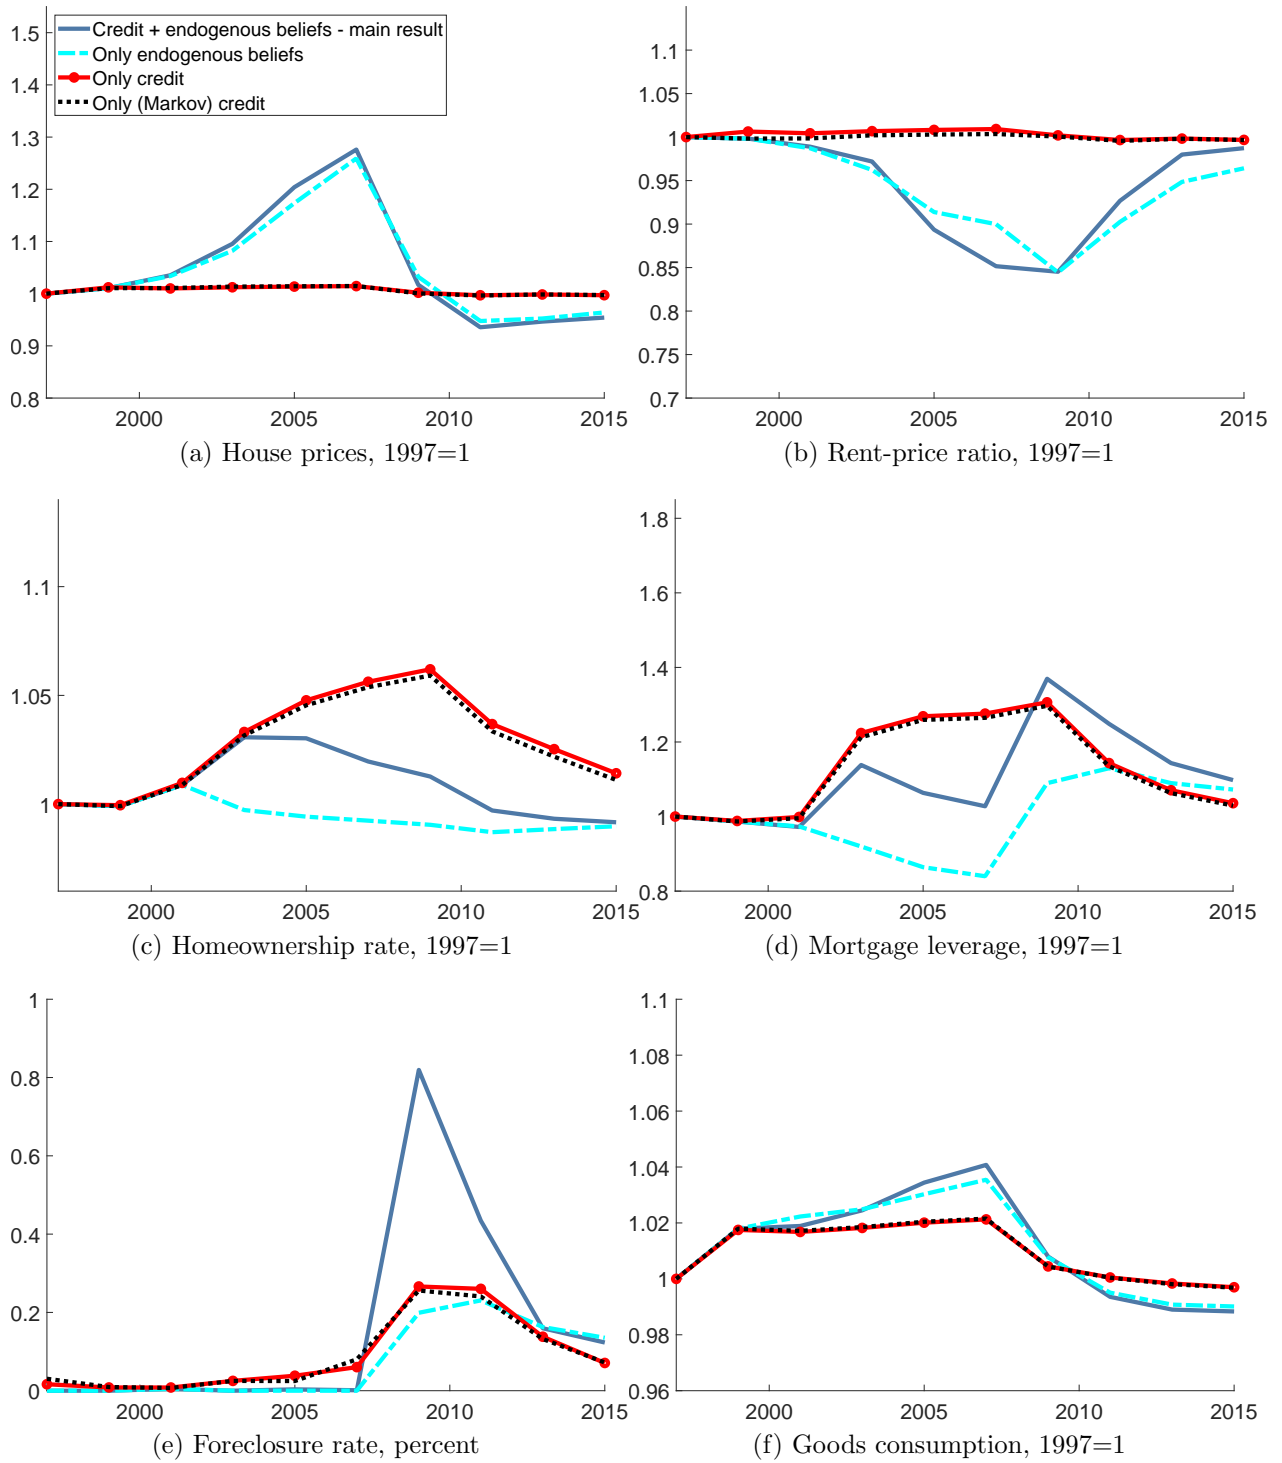 1.5
1.4
1.3
1.2
1.1
1
0.9
0.8
Credit + endogenous beliefs - main result
Only endogenous beliefs
Only credit
Only (Markov) credit
2000 2005 2010 2015
(a) House prices, 1997=1
1.1
1.05
1
0.95
0.9
0.85
0.8
0.75
0.7
2000 2005 2010 2015
(b) Rent-price ratio, 1997=1
1.1
1.05
1
2000 2005 2010 2015
(c) Homeownership rate, 1997=1
1.8
1.6
1.4
1.2
1
0.8
2000 2005 2010 2015
(d) Mortgage leverage, 1997=1
1
0.8
0.6
0.4
0.2
0
2000 2005 2010 2015
(e) Foreclosure rate, percent
1.1
1.08
1.06
1.04
1.02
1
0.98
0.96
2000 2005 2010 2015
(f) Goods consumption, 1997=1